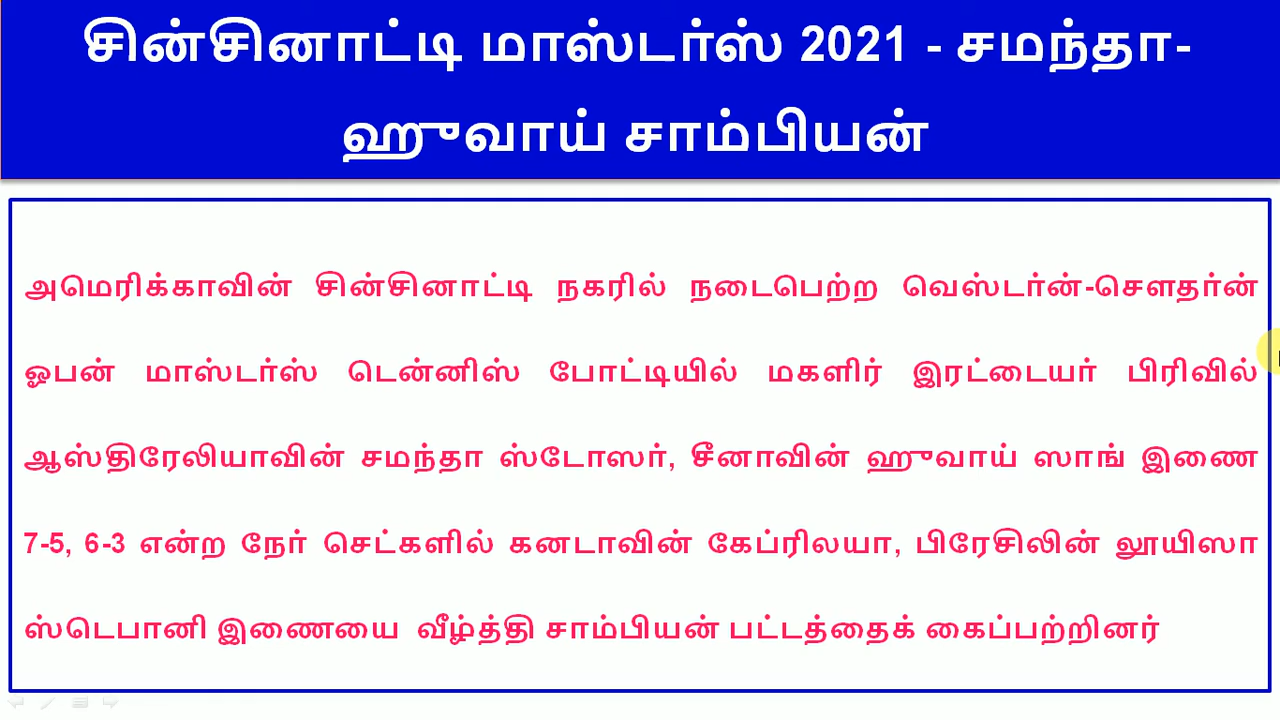 சின்சினாட்டி மாஸ்டர்ஸ் 2021 - சமந்தா-
ஹுவாய் சாம்பியன்
அமெரிக்காவின் சின்சினாட்டி நகரில் நடைபெற்ற வெஸ்டர்ன்-சௌதர்ன்
ஓபன் மாஸ்டர்ஸ் டென்னிஸ் போட்டியில் மகளிர் இரட்டையர் பிரிவில்
ஆஸ்திரேலியாவின் சமந்தா ஸ்டோஸர், சீனாவின் ஹுவாய் ஸாங் இணை
7-5, 6-3 என்ற நேர் செட்களில் கனடாவின் கேப்ரிலயா, பிரேசிலின் லூயிஸா
ஸ்டெபானி இணையை வீழ்த்தி சாம்பியன் பட்டத்தைக் கைப்பற்றினர்